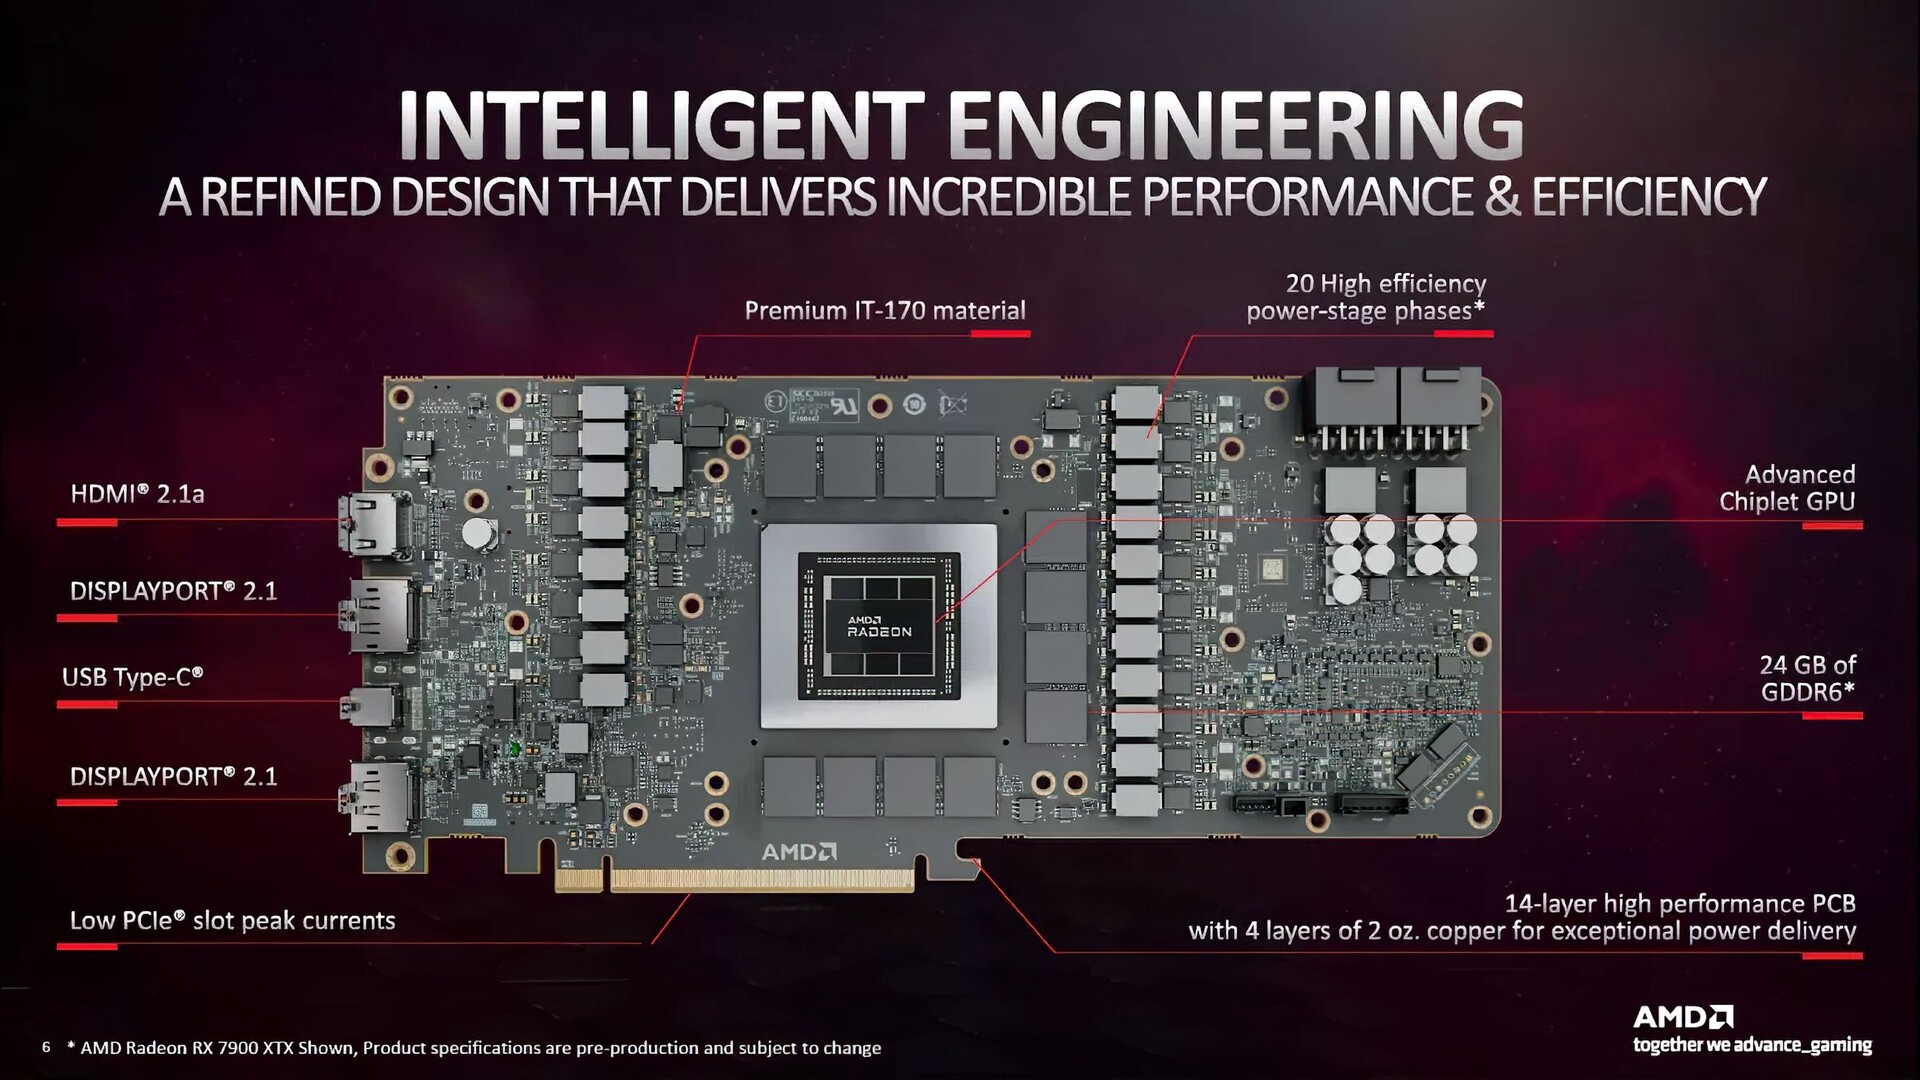 INTELLIGENT ENGINEERING
A REFINED DESIGN THAT DELIVERS INCREDIBLE PERFORMANCE & EFFICIENCY
Premium IT-170 material
20 High efficiency
power-stage phases*
HDMI® 2.1a
DISPLAYPORT® 2.1
USB Type-C®
DISPLAYPORT® 2.1
Low PCIe® slot peak currents
AMD
RADEON
AMD
Advanced
Chiplet GPU
24 GB of
GDDR6*
14-layer high performance PCB
with 4 layers of 2 oz. copper for exceptional power delivery
AMD
together we advance_gaming
6 * AMD Radeon RX 7900 XTX Shown, Product specifications are pre-production and subject to change